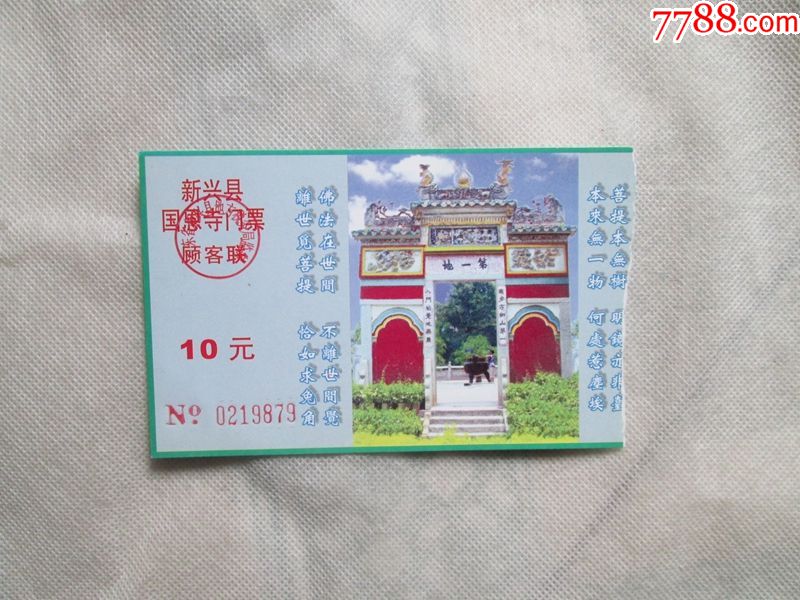 7788.com
新兴县
国恩寺门票
顾客联
10 元
No 0219879
佛法在世間
不離世間覺
離世覓菩提
恰如求兔角
第一地
菩提本無樹
明鏡亦非臺
本來無一物
何處惹塵埃